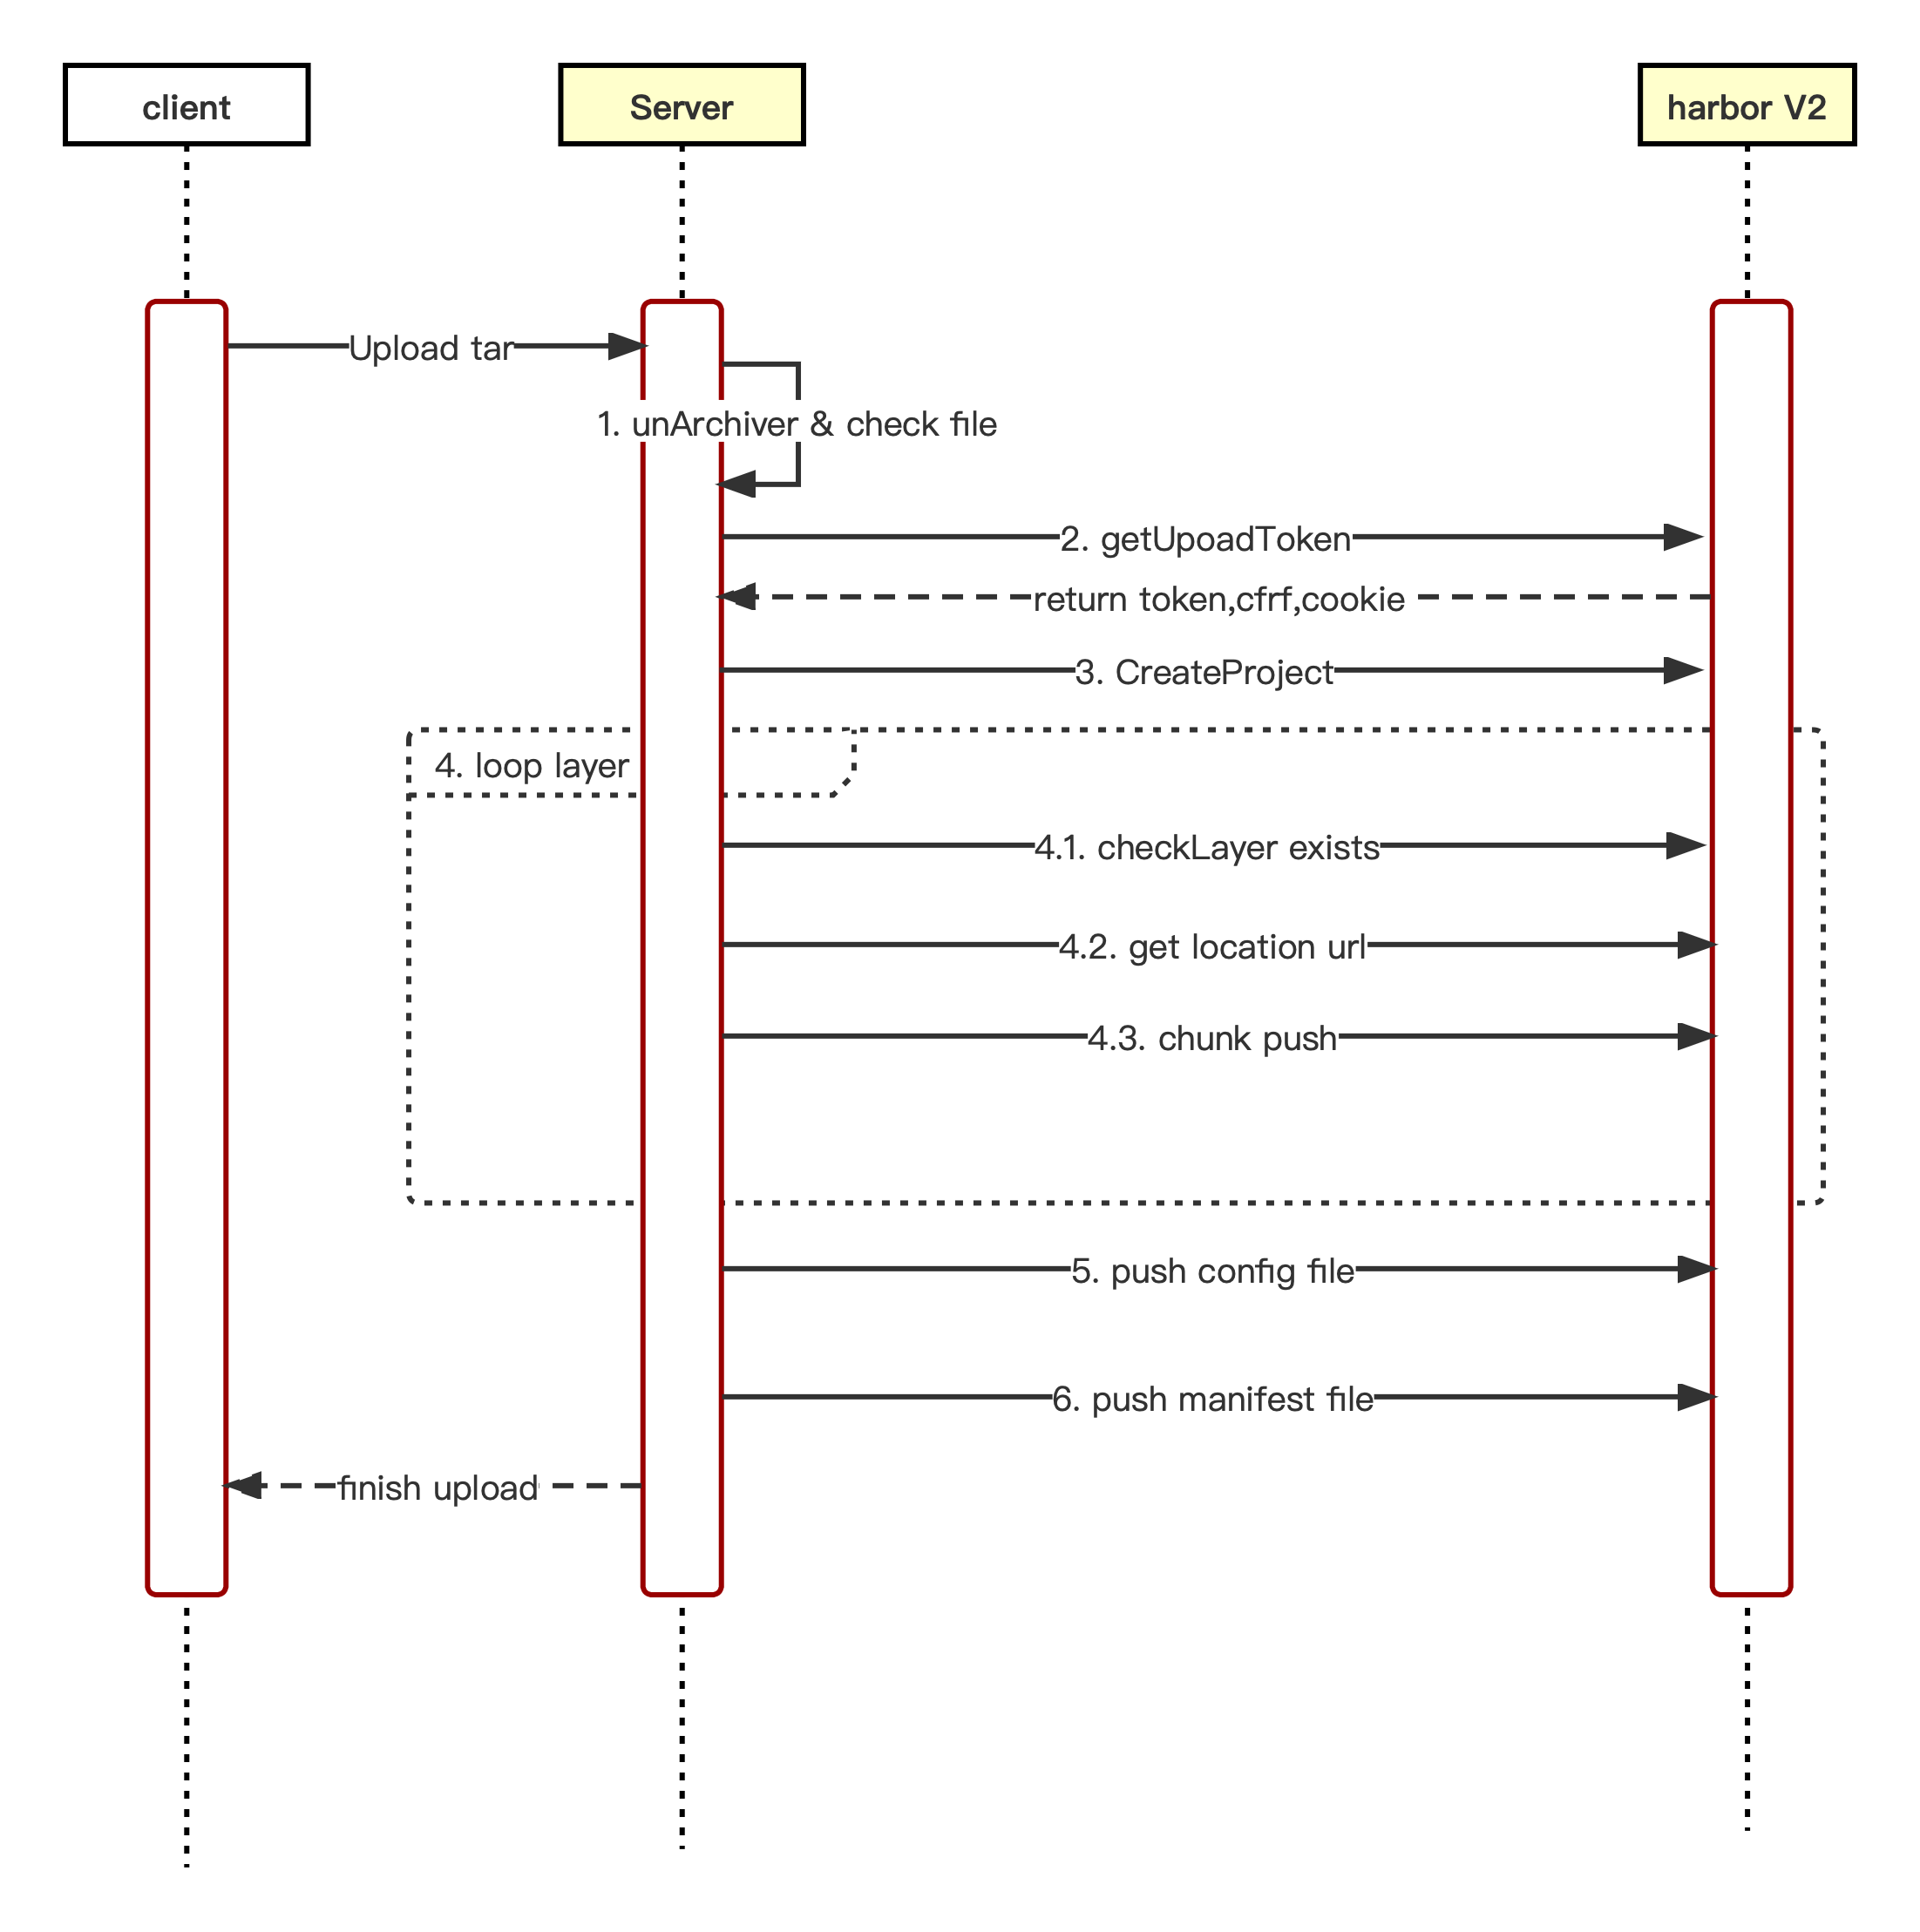 client
Server
harbor V2
Upload tar
1. unArchiver & check file
2. getUpoadToken
return token,cfrf,cookie
3. CreateProject
4. loop layer
4.1. checkLayer exists
4.2. get location url
4.3. chunk push
5. push config file
6. push manifest file
finish upload